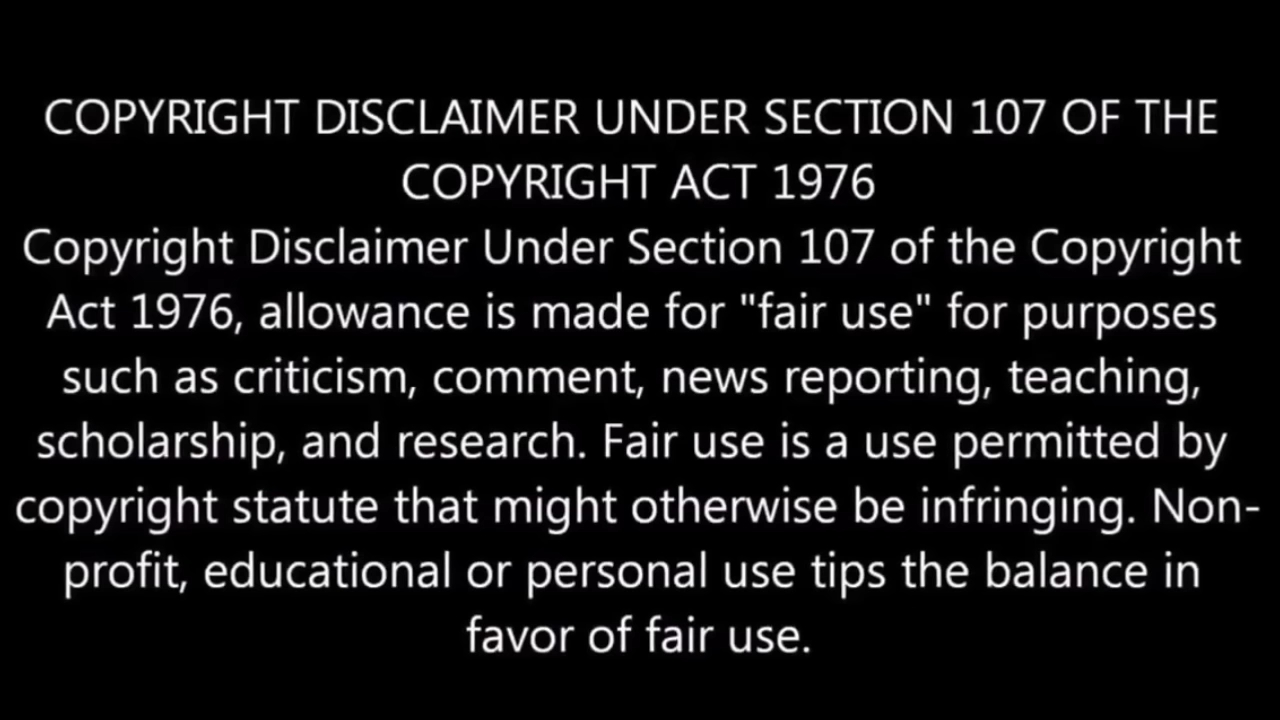 COPYRIGHT DISCLAIMER UNDER SECTION 107 OF THE
COPYRIGHT ACT 1976
Copyright Disclaimer Under Section 107 of the Copyright
Act 1976, allowance is made for "fair use" for purposes
such as criticism, comment, news reporting, teaching,
scholarship, and research. Fair use is a use permitted by
copyright statute that might otherwise be infringing. Non-
profit, educational or personal use tips the balance in
favor of fair use.